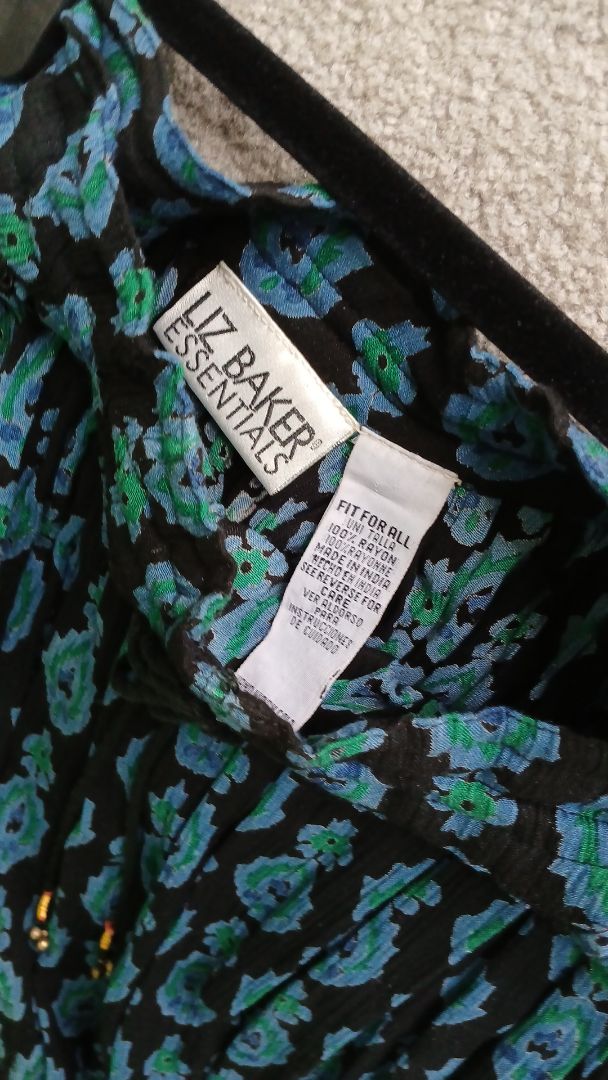 LIZ BAKER
ESSENTIALS
FIT FOR ALL
UNI TALLA
100% RAYON
100% RAYONNE
MADE IN INDIA
HECHO EN INDIA
SEE REVERSE FOR
CARE
VER AL DORSO
PARA
INSTRUCCIONES
DE CUIDADO